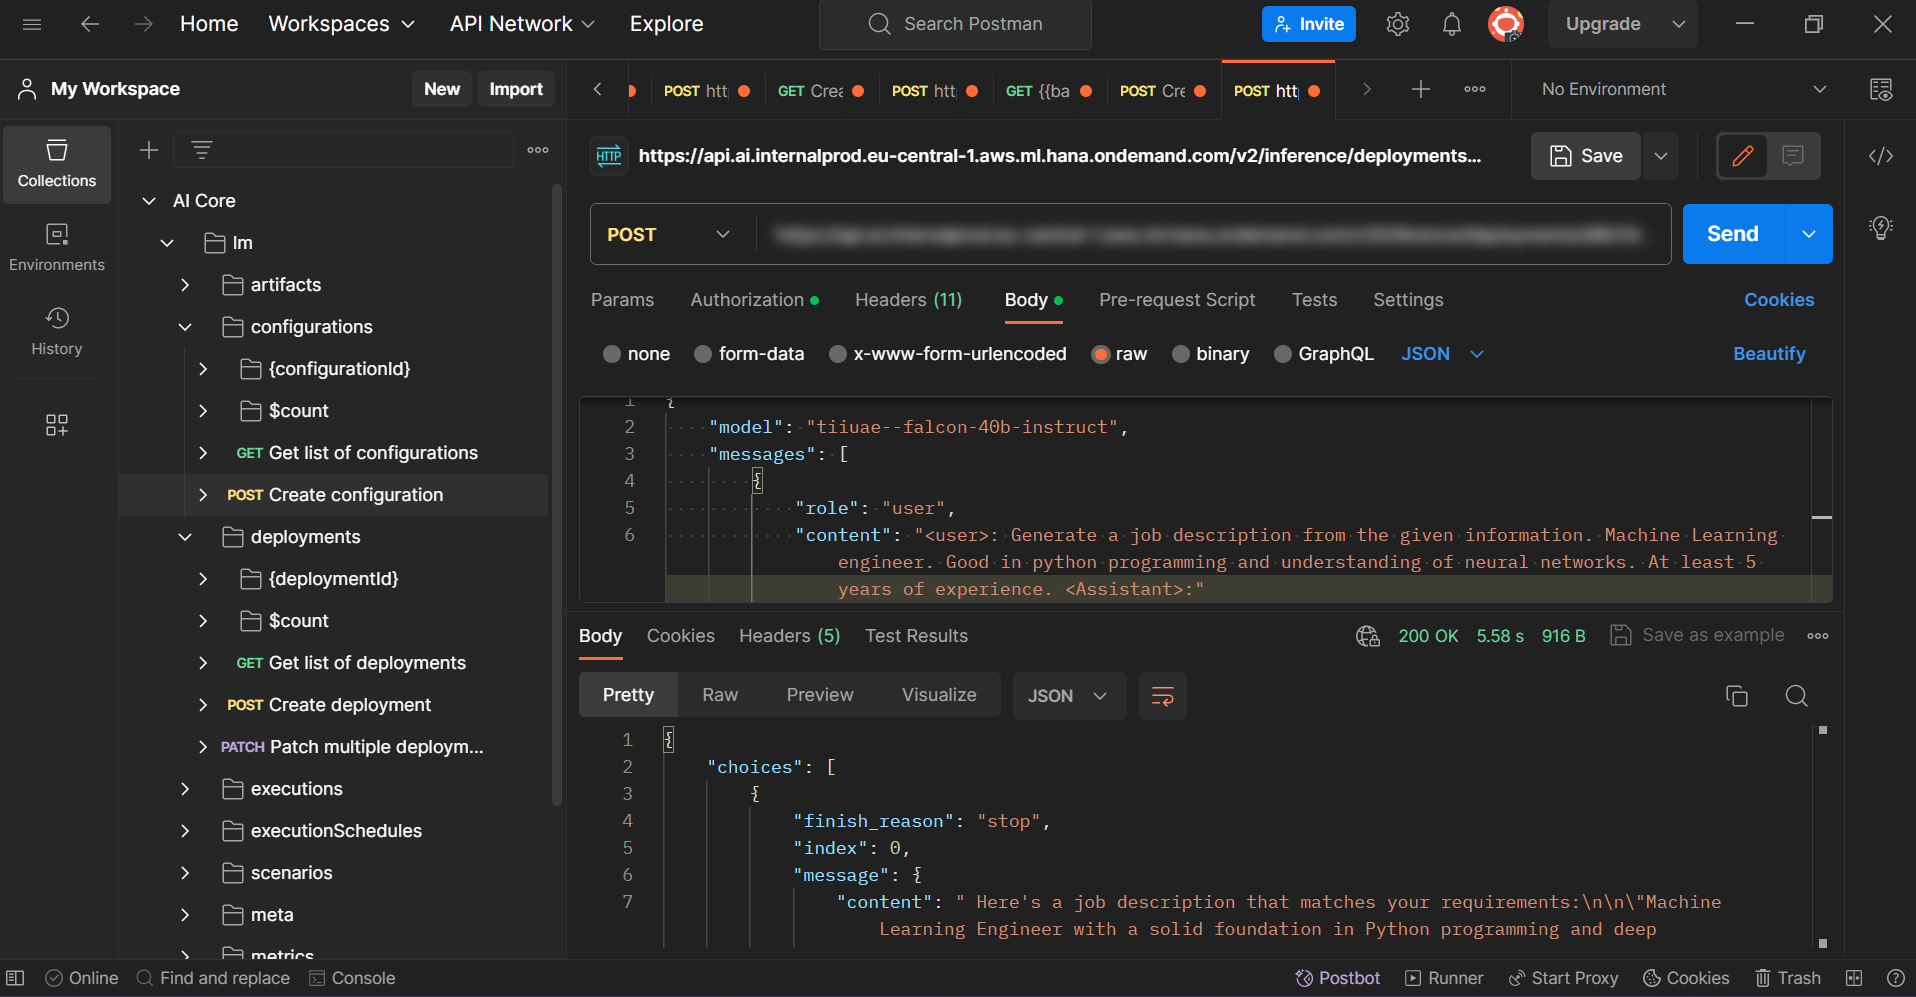 Home Workspaces API Network Explore Search Postman Invite Upgrade
My Workspace New Import
POST htt GET Crea POST htt GET {{ba POST Cre POST htt No Environment
Collections
Environments
History
AI Core
lm
artifacts
configurations
{configurationId}
$count
GET Get list of configurations
POST Create configuration
deployments
{deploymentId}
$count
GET Get list of deployments
POST Create deployment
PATCH Patch multiple deploym...
executions
executionSchedules
scenarios
meta
metrics
HTTP https://api.ai.internalprod.eu-central-1.aws.ml.hana.ondemand.com/v2/inference/deployments... Save
POST Send
Params Authorization Headers (11) Body Pre-request Script Tests Settings Cookies
none form-data x-www-form-urlencoded raw binary GraphQL JSON Beautify
1 {
2 "model": "tiiuae--falcon-40b-instruct",
3 "messages": [
4 {
5 "role": "user",
6 "content": "<user>: Generate a job description from the given information. Machine Learning
engineer. Good in python programming and understanding of neural networks. At least 5
years of experience. <Assistant>:"
Body Cookies Headers (5) Test Results 200 OK 5.58 s 916 B Save as example
Pretty Raw Preview Visualize JSON
1 {
2 "choices": [
3 {
4 "finish_reason": "stop",
5 "index": 0,
6 "message": {
7 "content": " Here's a job description that matches your requirements:\n\n\"Machine
Learning Engineer with a solid foundation in Python programming and deep
Online Find and replace Console Postbot Runner Start Proxy Cookies Trash